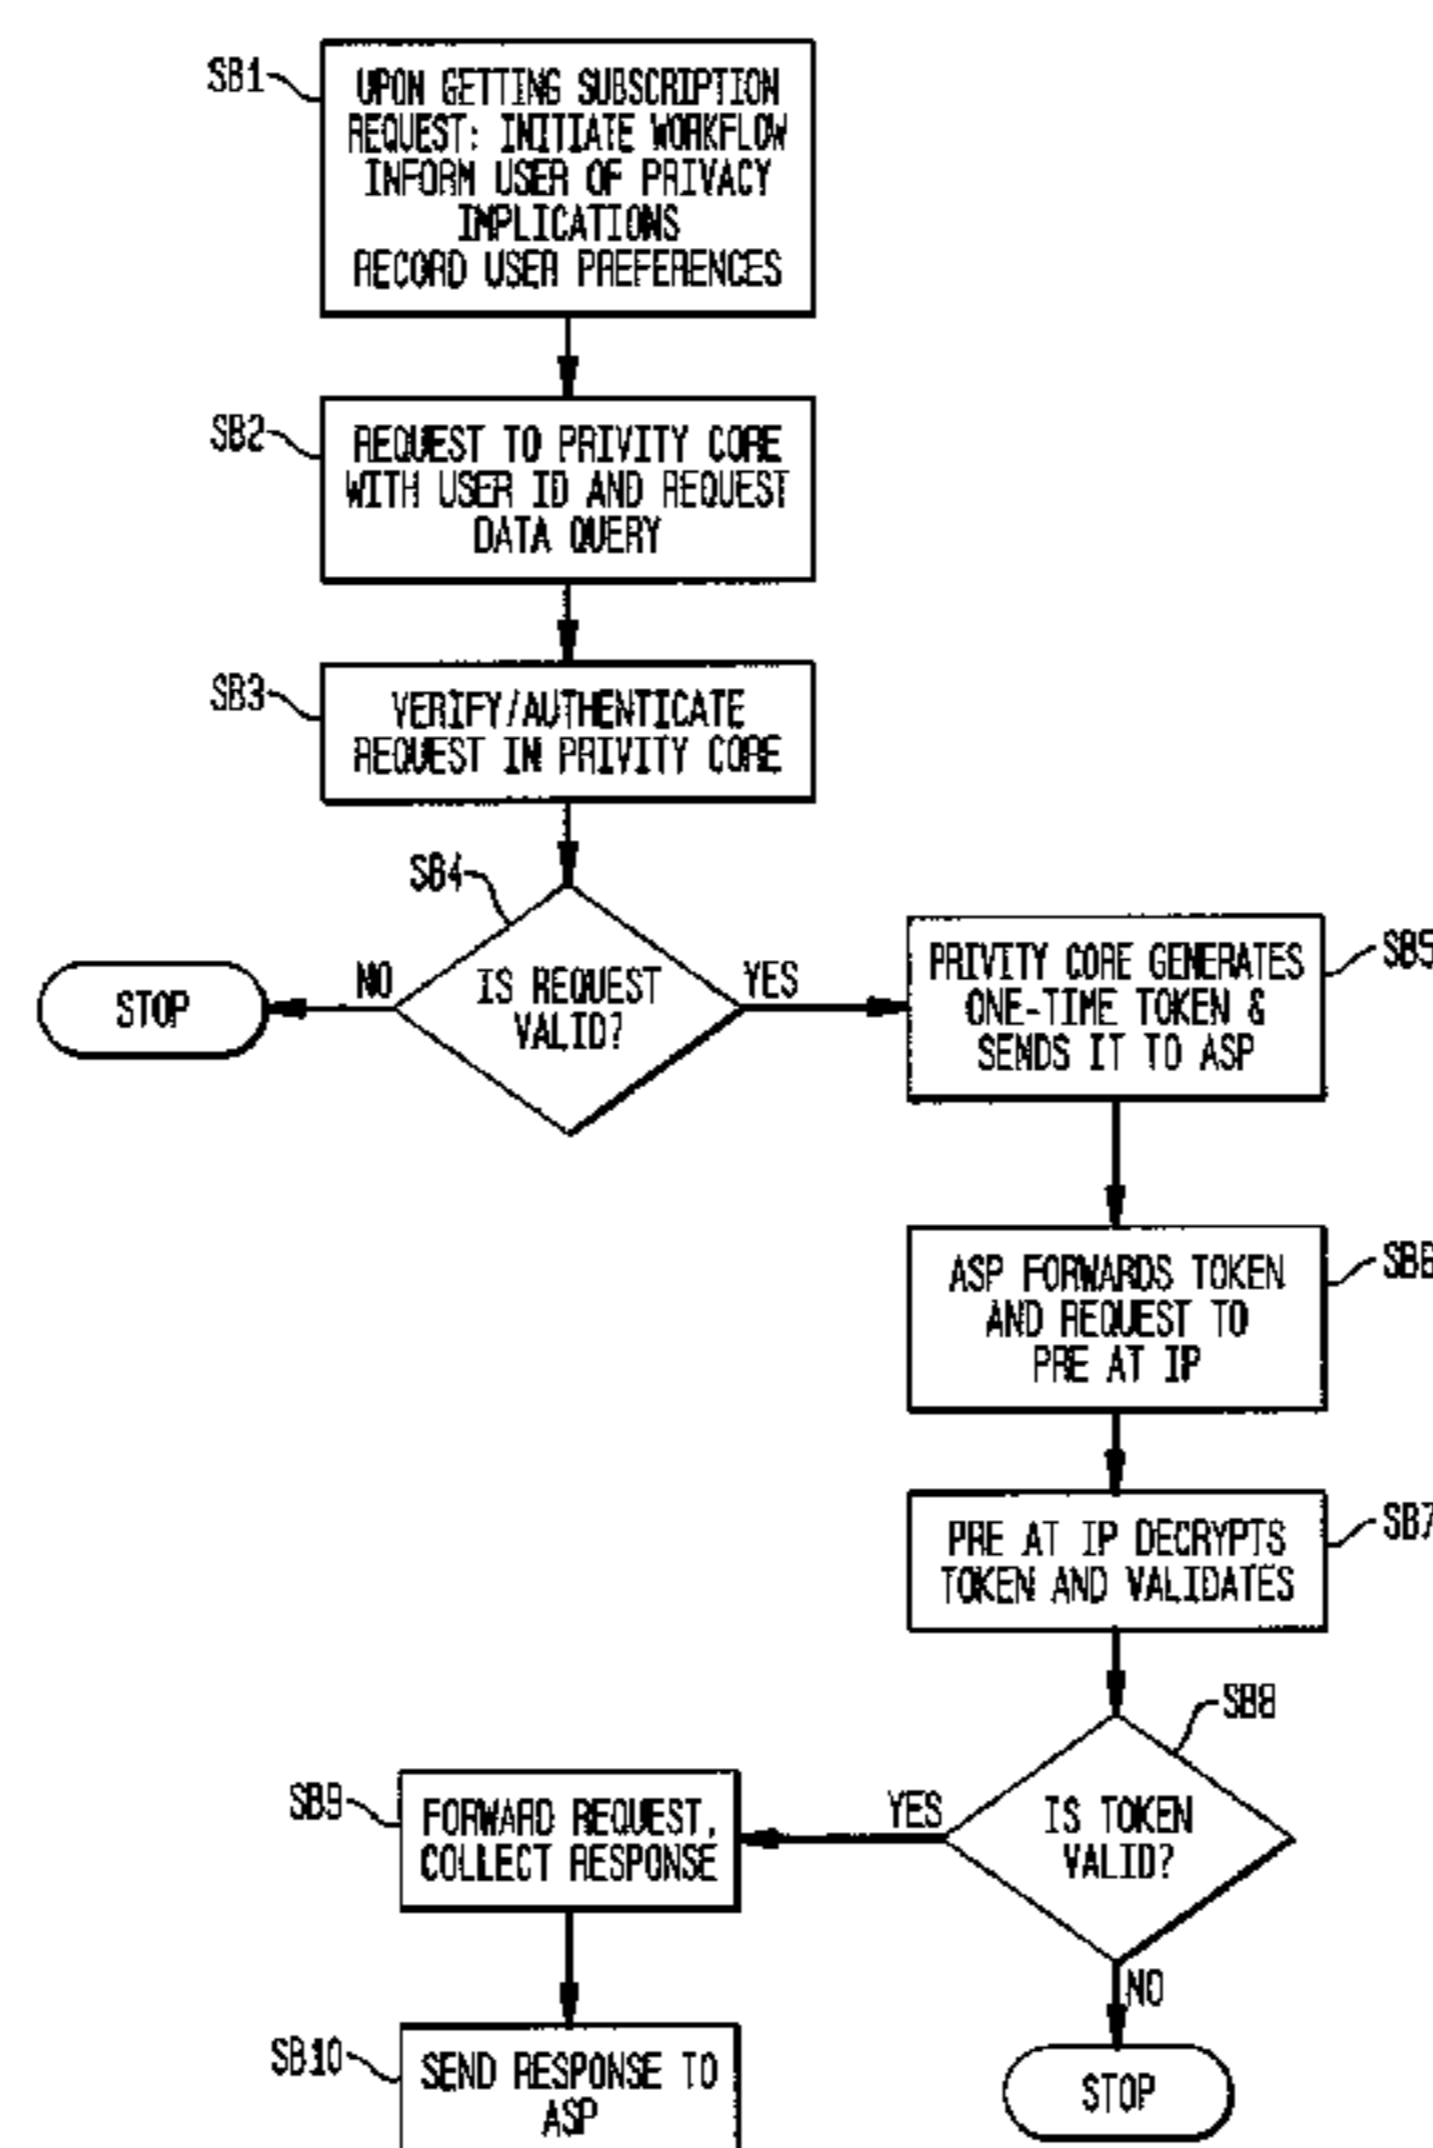 SB1
UPON GETTING SUBSCRIPTION
REQUEST: INITIATE WORKFLOW
INFORM USER OF PRIVACY
IMPLICATIONS
RECORD USER PREFERENCES
SB2
REQUEST TO PRIVITY CORE
WITH USER ID AND REQUEST
DATA QUERY
SB3
VERIFY/AUTHENTICATE
REQUEST IN PRIVITY CORE
SB4
IS REQUEST
VALID?
NO
STOP
YES
SB5
PRIVITY CORE GENERATES
ONE-TIME TOKEN &
SENDS IT TO ASP
SB6
ASP FORWARDS TOKEN
AND REQUEST TO
PRE AT IP
SB7
PRE AT IP DECRYPTS
TOKEN AND VALIDATES
SB8
IS TOKEN
VALID?
YES
SB9
FORWARD REQUEST,
COLLECT RESPONSE
NO
STOP
SB10
SEND RESPONSE TO
ASP